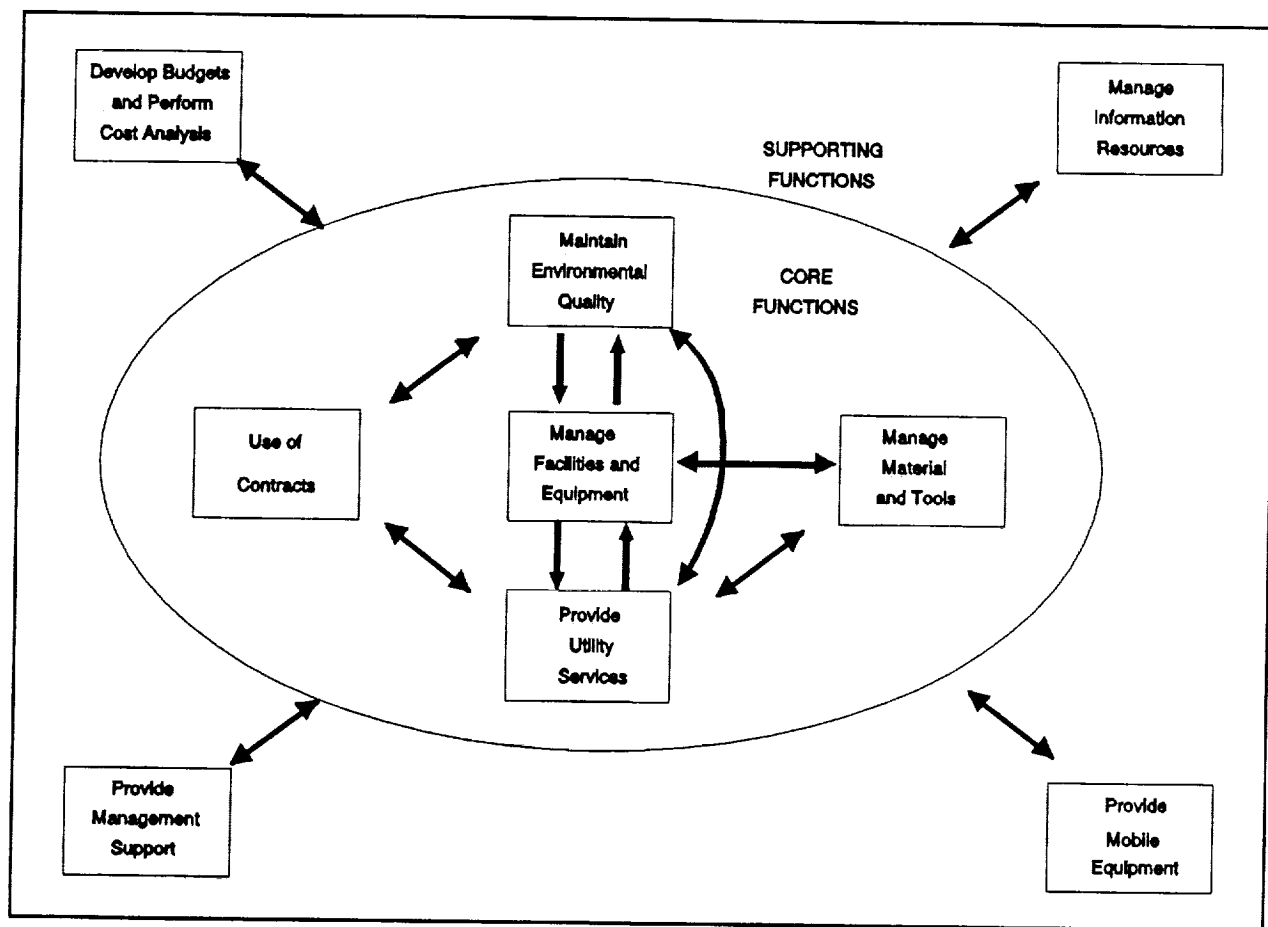 Develop Budgets
and Perform
Cost Analysis
Manage
Information
Resources
SUPPORTING
FUNCTIONS
Maintain
Environmental
Quality
CORE
FUNCTIONS
Use of
Contracts
Manage
Facilities and
Equipment
Manage
Material
and Tools
Provide
Utility
Services
Provide
Management
Support
Provide
Mobile
Equipment